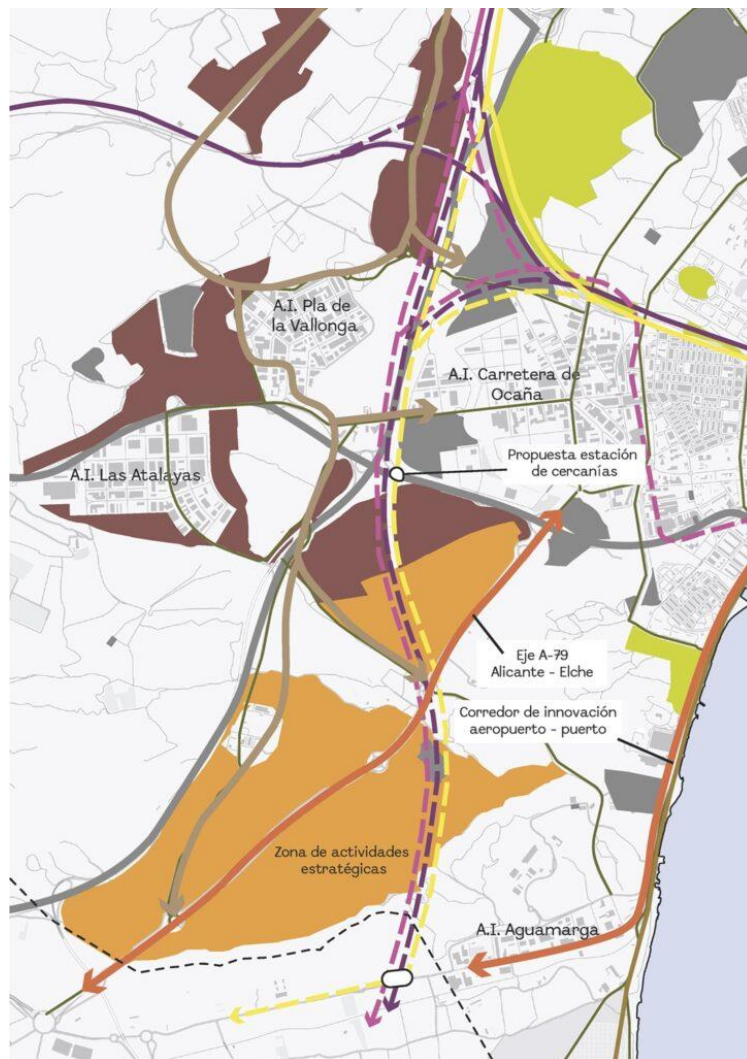 A.I. Pla de
la Vallonga
A.I. Carretera de
Ocaña
Propuesta estación
de cercanías
A.I. Las Atalayas
Eje A-79
Alicante - Elche
Corredor de innovación
aeropuerto - puerto
Zona de actividades
estratégicas
A.I. Aguamarga